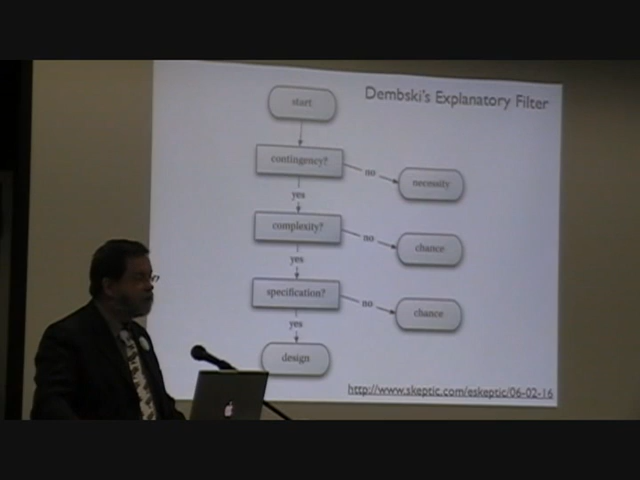 Dembski's Explanatory Filter
start
contingency?
no
necessity
yes
complexity?
no
chance
yes
specification?
no
chance
yes
design
http://www.skeptic.com/eskeptic/06-02-16